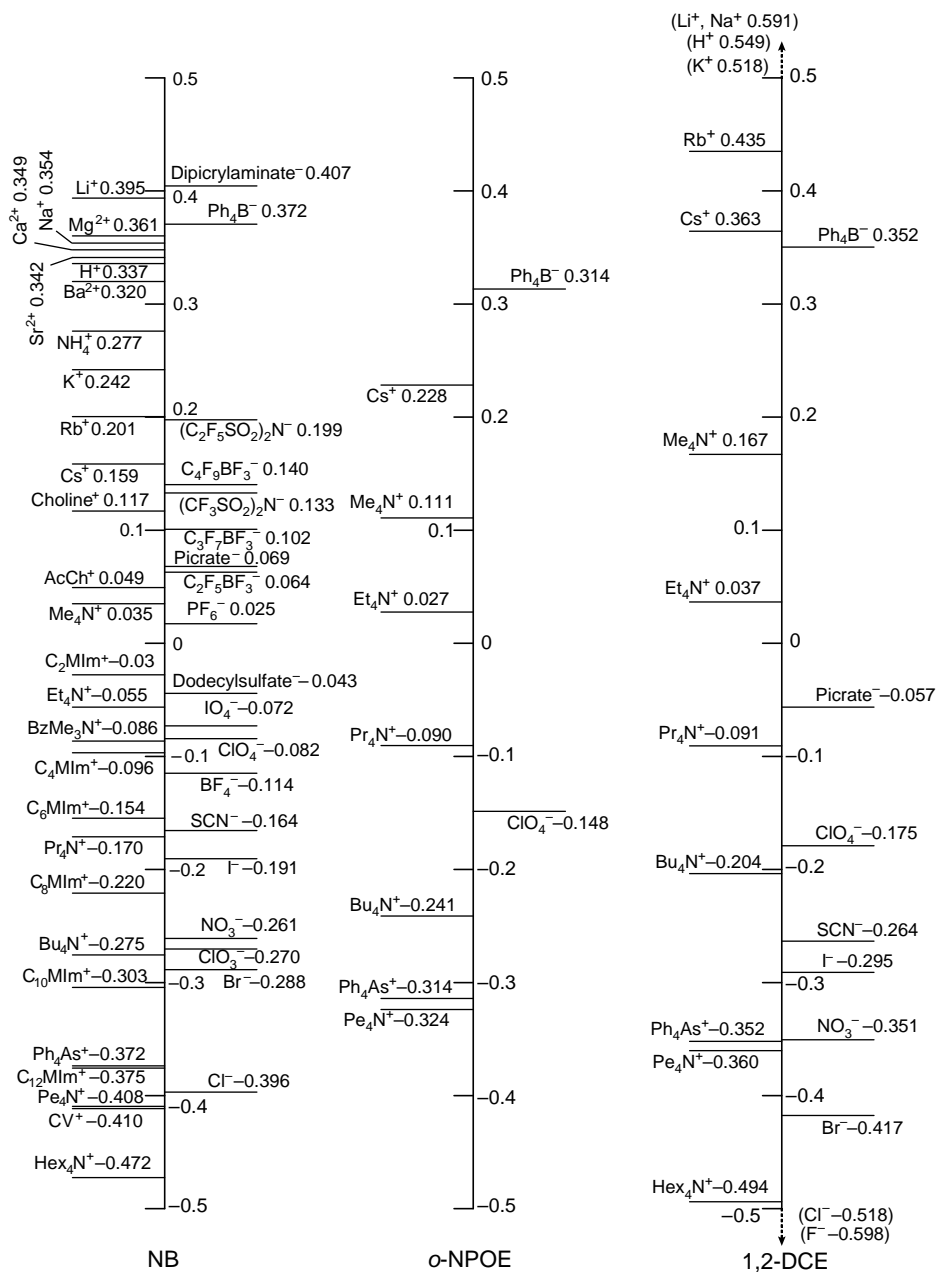 (Li⁺, Na⁺ 0.591)
(H⁺ 0.549)
(K⁺ 0.518)
0.5
Ca²⁺ 0.349
Na⁺ 0.354
Li⁺ 0.395
Dipicrylaminate⁻ 0.407
0.4
Ph₄B⁻ 0.372
Mg²⁺ 0.361
H⁺ 0.337
Ba²⁺ 0.320
Sr²⁺ 0.342
0.3
NH₄⁺ 0.277
K⁺ 0.242
0.2
Rb⁺ 0.201
(C₂F₅SO₂)₂N⁻ 0.199
Cs⁺ 0.159
C₄F₉BF₃⁻ 0.140
Choline⁺ 0.117
(CF₃SO₂)₂N⁻ 0.133
0.1
C₃F₇BF₃⁻ 0.102
Picrate⁻ 0.069
AcCh⁺ 0.049
C₂F₅BF₃⁻ 0.064
Me₄N⁺ 0.035
PF₆⁻ 0.025
0
C₂MIm⁺–0.03
Dodecylsulfate⁻ –0.043
Et₄N⁺–0.055
IO₄⁻–0.072
BzMe₃N⁺–0.086
ClO₄⁻–0.082
–0.1
C₄MIm⁺–0.096
BF₄⁻–0.114
C₆MIm⁺–0.154
SCN⁻ –0.164
Pr₄N⁺–0.170
I⁻–0.191
–0.2
C₈MIm⁺–0.220
NO₃⁻–0.261
Bu₄N⁺–0.275
ClO₃⁻–0.270
C₁₀MIm⁺–0.303
–0.3
Br⁻–0.288
Ph₄As⁺–0.372
C₁₂MIm⁺–0.375
Cl⁻–0.396
Pe₄N⁺–0.408
–0.4
CV⁺ –0.410
Hex₄N⁺–0.472
–0.5
NB
0.5
0.4
Ph₄B⁻ 0.314
0.3
Cs⁺ 0.228
0.2
Me₄N⁺ 0.111
0.1
Et₄N⁺ 0.027
0
Pr₄N⁺–0.090
–0.1
ClO₄⁻–0.148
–0.2
Bu₄N⁺–0.241
Ph₄As⁺–0.314
–0.3
Pe₄N⁺–0.324
–0.4
–0.5
o-NPOE
0.5
Rb⁺ 0.435
0.4
Cs⁺ 0.363
Ph₄B⁻ 0.352
0.3
0.2
Me₄N⁺ 0.167
0.1
Et₄N⁺ 0.037
0
Picrate⁻–0.057
Pr₄N⁺–0.091
–0.1
ClO₄⁻–0.175
Bu₄N⁺–0.204
–0.2
SCN⁻–0.264
I⁻–0.295
–0.3
Ph₄As⁺–0.352
NO₃⁻–0.351
Pe₄N⁺–0.360
–0.4
Br⁻–0.417
Hex₄N⁺–0.494
–0.5
(Cl⁻–0.518)
(F⁻–0.598)
1,2-DCE